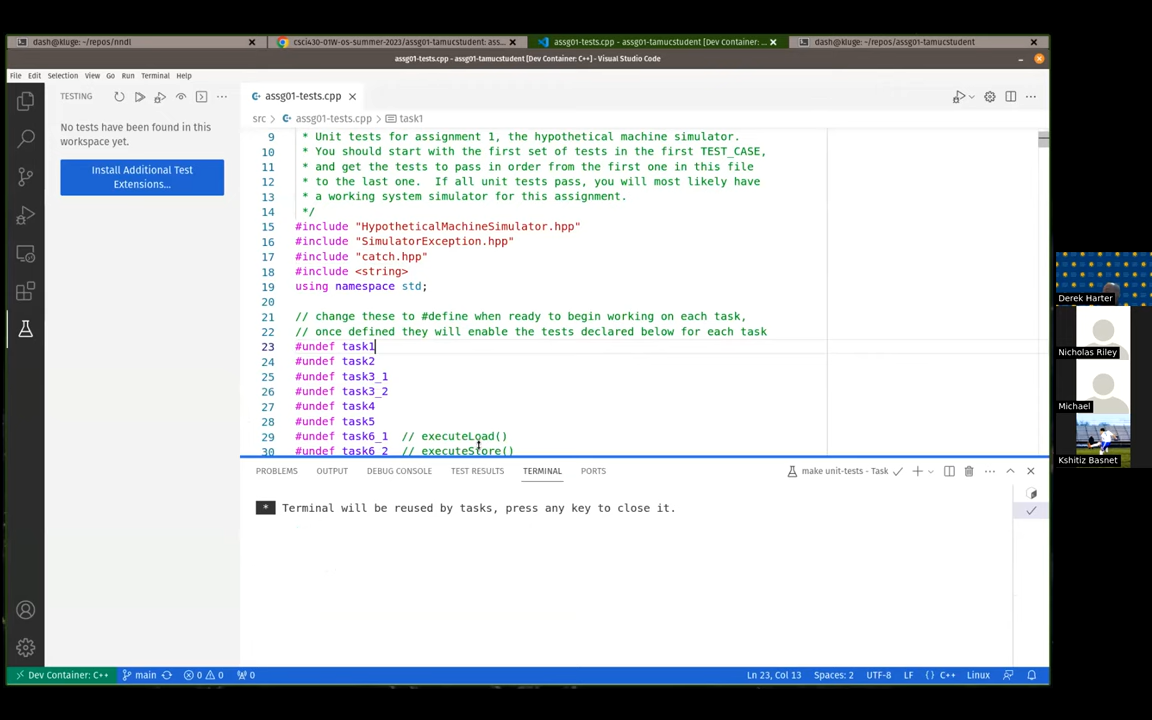 dash@kluge: ~/repos/nndl
csci430-01W-os-summer-2023/assg01-tamucstudent: ass...
assg01-tests.cpp - assg01-tamucstudent [Dev Container: ...
dash@kluge: ~/repos/assg01-tamucstudent
assg01-tests.cpp - assg01-tamucstudent [Dev Container: C++] - Visual Studio Code
File Edit Selection View Go Run Terminal Help
TESTING
assg01-tests.cpp
src > assg01-tests.cpp > task1
No tests have been found in this
workspace yet.
Install Additional Test
Extensions...
9 * Unit tests for assignment 1, the hypothetical machine simulator.
10 * You should start with the first set of tests in the first TEST_CASE,
11 * and get the tests to pass in order from the first one in this file
12 * to the last one.  If all unit tests pass, you will most likely have
13 * a working system simulator for this assignment.
14 */
15 #include "HypotheticalMachineSimulator.hpp"
16 #include "SimulatorException.hpp"
17 #include "catch.hpp"
18 #include <string>
19 using namespace std;
20
21 // change these to #define when ready to begin working on each task,
22 // once defined they will enable the tests declared below for each task
23 #undef task1
24 #undef task2
25 #undef task3_1
26 #undef task3_2
27 #undef task4
28 #undef task5
29 #undef task6_1  // executeLoad()
30 #undef task6_2  // executeStore()
PROBLEMS OUTPUT DEBUG CONSOLE TEST RESULTS TERMINAL PORTS
make unit-tests - Task
* Terminal will be reused by tasks, press any key to close it.
Dev Container: C++ main 0 0 0
Ln 23, Col 13 Spaces: 2 UTF-8 LF {} C++ Linux
Derek Harter
Nicholas Riley
Michael
Kshitiz Basnet